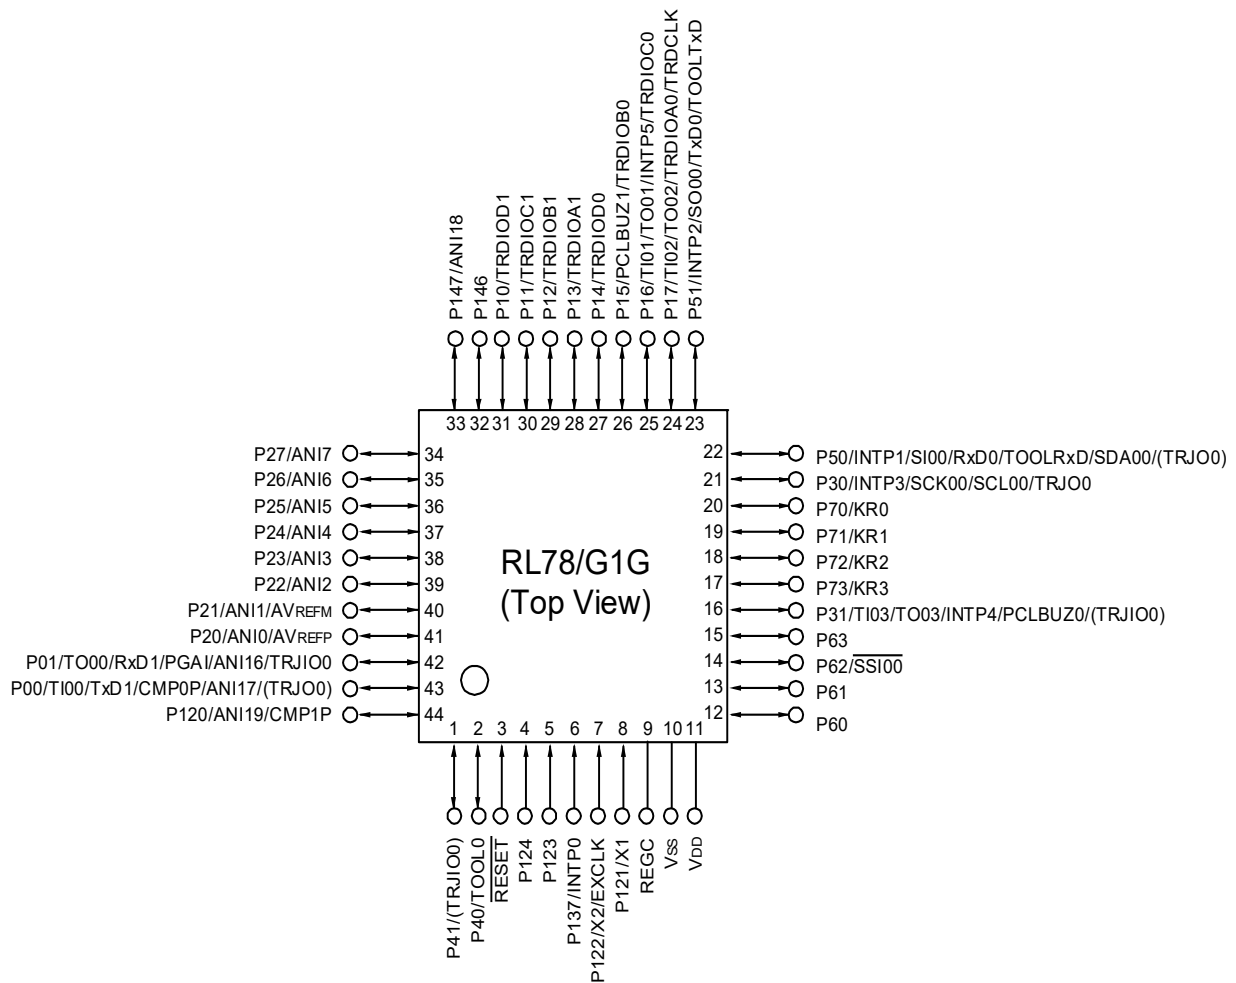 P147/ANI18
P146
P10/TRDIOD1
P11/TRDIOC1
P12/TRDIOB1
P13/TRDIOA1
P14/TRDIOD0
P15/PCLBUZ1/TRDIOB0
P16/TI01/TO01/INTP5/TRDIOC0
P17/TI02/TO02/TRDIOA0/TRDCLK
P51/INTP2/SO00/TxD0/TOOLTxD
33 32 31 30 29 28 27 26 25 24 23
P27/ANI7 34
P26/ANI6 35
P25/ANI5 36
P24/ANI4 37
P23/ANI3 38
P22/ANI2 39
P21/ANI1/AVREFM 40
P20/ANI0/AVREFP 41
P01/TO00/RxD1/PGAI/ANI16/TRJIO0 42
P00/TI00/TxD1/CMP0P/ANI17/(TRJO0) 43
P120/ANI19/CMP1P 44
RL78/G1G
(Top View)
22 P50/INTP1/SI00/RxD0/TOOLRxD/SDA00/(TRJO0)
21 P30/INTP3/SCK00/SCL00/TRJO0
20 P70/KR0
19 P71/KR1
18 P72/KR2
17 P73/KR3
16 P31/TI03/TO03/INTP4/PCLBUZ0/(TRJIO0)
15 P63
14 P62/SSI00
13 P61
12 P60
1 2 3 4 5 6 7 8 9 10 11
P41/(TRJIO0)
P40/TOOL0
RESET
P124
P123
P137/INTP0
P122/X2/EXCLK
P121/X1
REGC
VSS
VDD